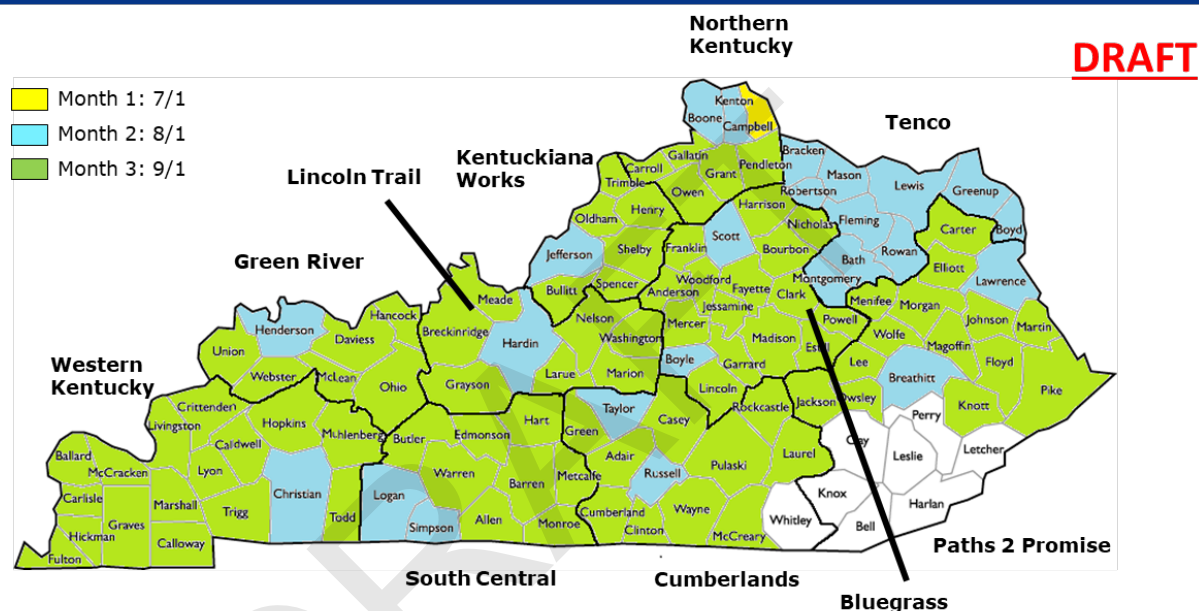 Northern
Kentucky
DRAFT
Month 1: 7/1
Month 2: 8/1
Month 3: 9/1
Tenco
Kentuckiana
Works
Lincoln Trail
Green River
Western
Kentucky
South Central
Cumberlands
Paths 2 Promise
Bluegrass
Kenton
Boone
Campbell
Gallatin
Carroll
Grant
Pendleton
Trimble
Owen
Bracken
Mason
Robertson
Lewis
Greenup
Fleming
Rowan
Boyd
Bath
Montgomery
Henry
Oldham
Jefferson
Shelby
Bullitt
Spencer
Harrison
Nicholas
Scott
Franklin
Bourbon
Woodford
Fayette
Anderson
Jessamine
Clark
Mercer
Madison
Powell
Estill
Boyle
Garrard
Lincoln
Carter
Elliott
Lawrence
Menifee
Morgan
Johnson
Martin
Wolfe
Magoffin
Floyd
Lee
Breathitt
Pike
Owsley
Knott
Perry
Clay
Leslie
Letcher
Knox
Harlan
Bell
Whitley
Meade
Breckinridge
Hardin
Nelson
Washington
Larue
Marion
Grayson
Hancock
Henderson
Daviess
Union
Webster
McLean
Ohio
Crittenden
Livingston
Hopkins
Caldwell
Muhlenberg
Lyon
Ballard
McCracken
Carlisle
Marshall
Graves
Hickman
Fulton
Calloway
Trigg
Christian
Todd
Butler
Edmonson
Hart
Warren
Barren
Metcalfe
Logan
Simpson
Allen
Monroe
Taylor
Green
Casey
Adair
Russell
Pulaski
Rockcastle
Jackson
Laurel
Cumberland
Clinton
Wayne
McCreary
DRAFT